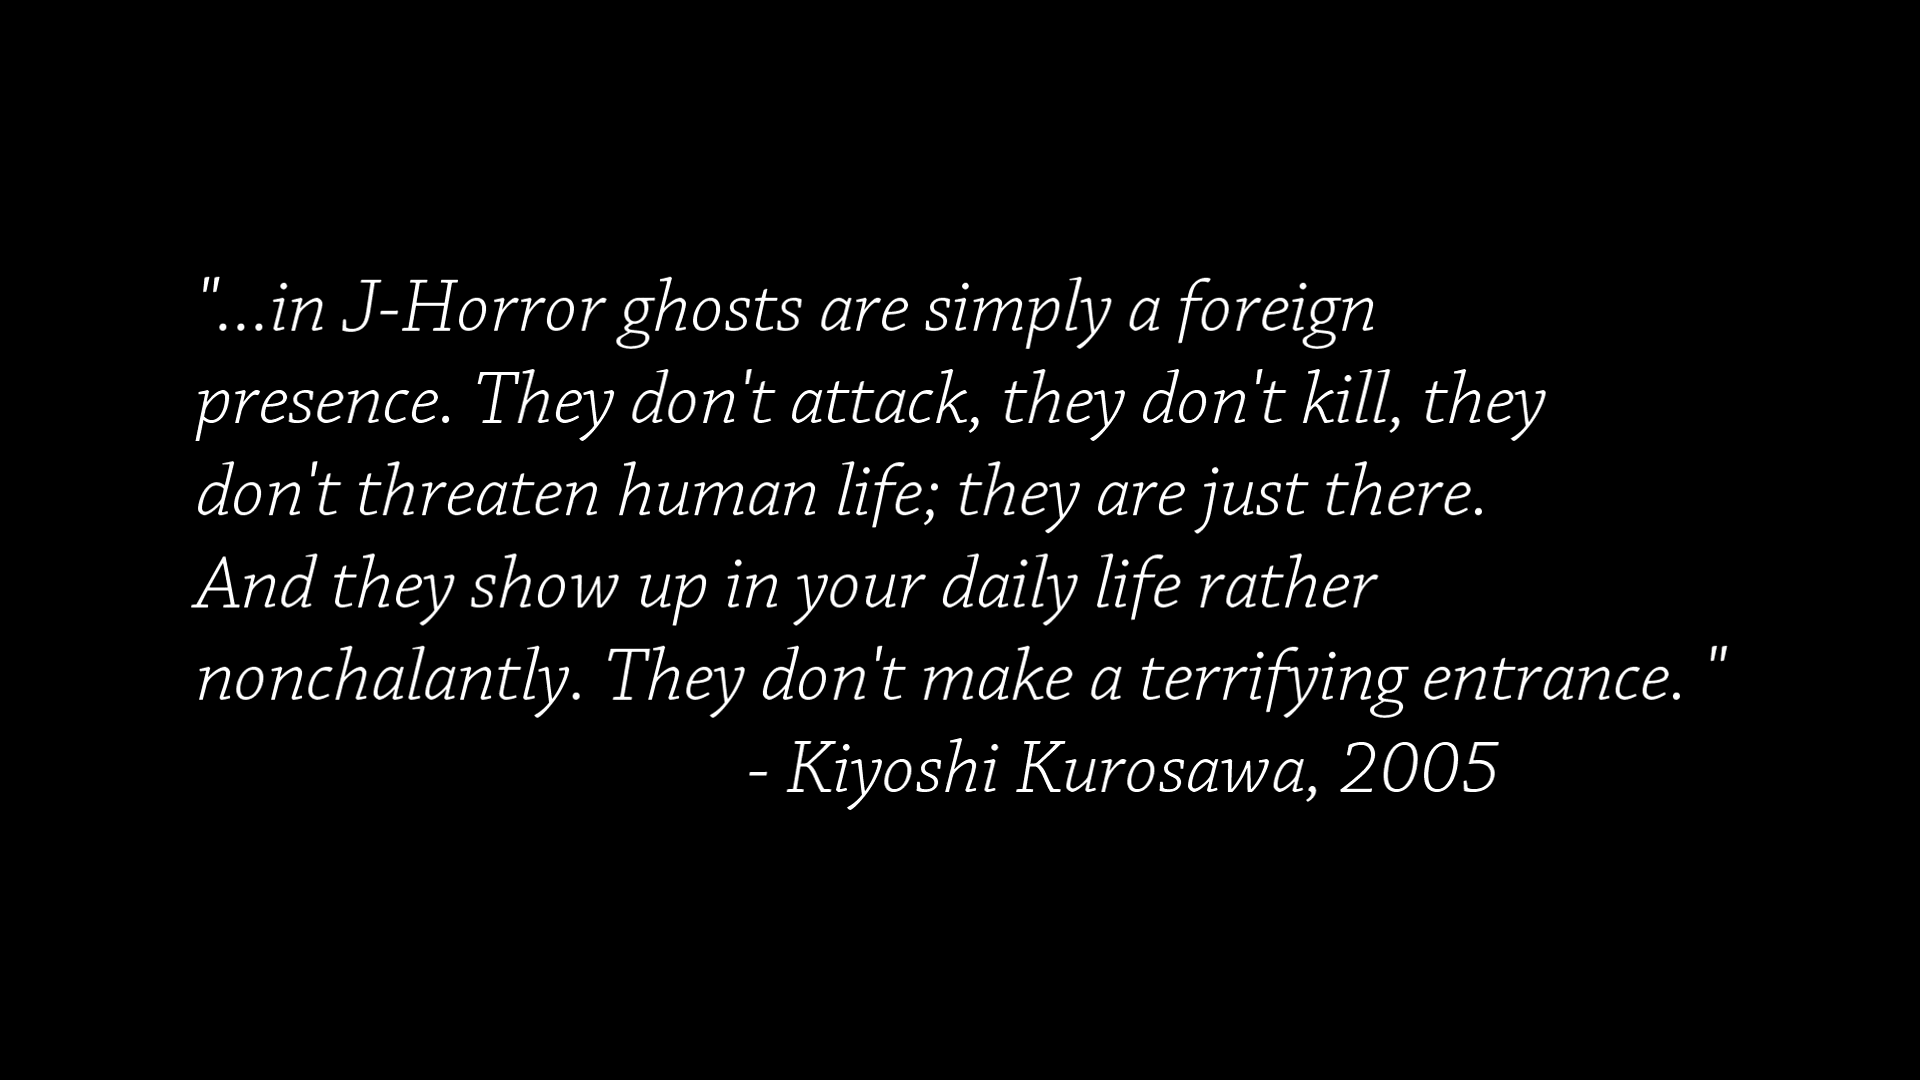 "...in J-Horror ghosts are simply a foreign
presence. They don't attack, they don't kill, they
don't threaten human life; they are just there.
And they show up in your daily life rather
nonchalantly. They don't make a terrifying entrance. "
- Kiyoshi Kurosawa, 2005